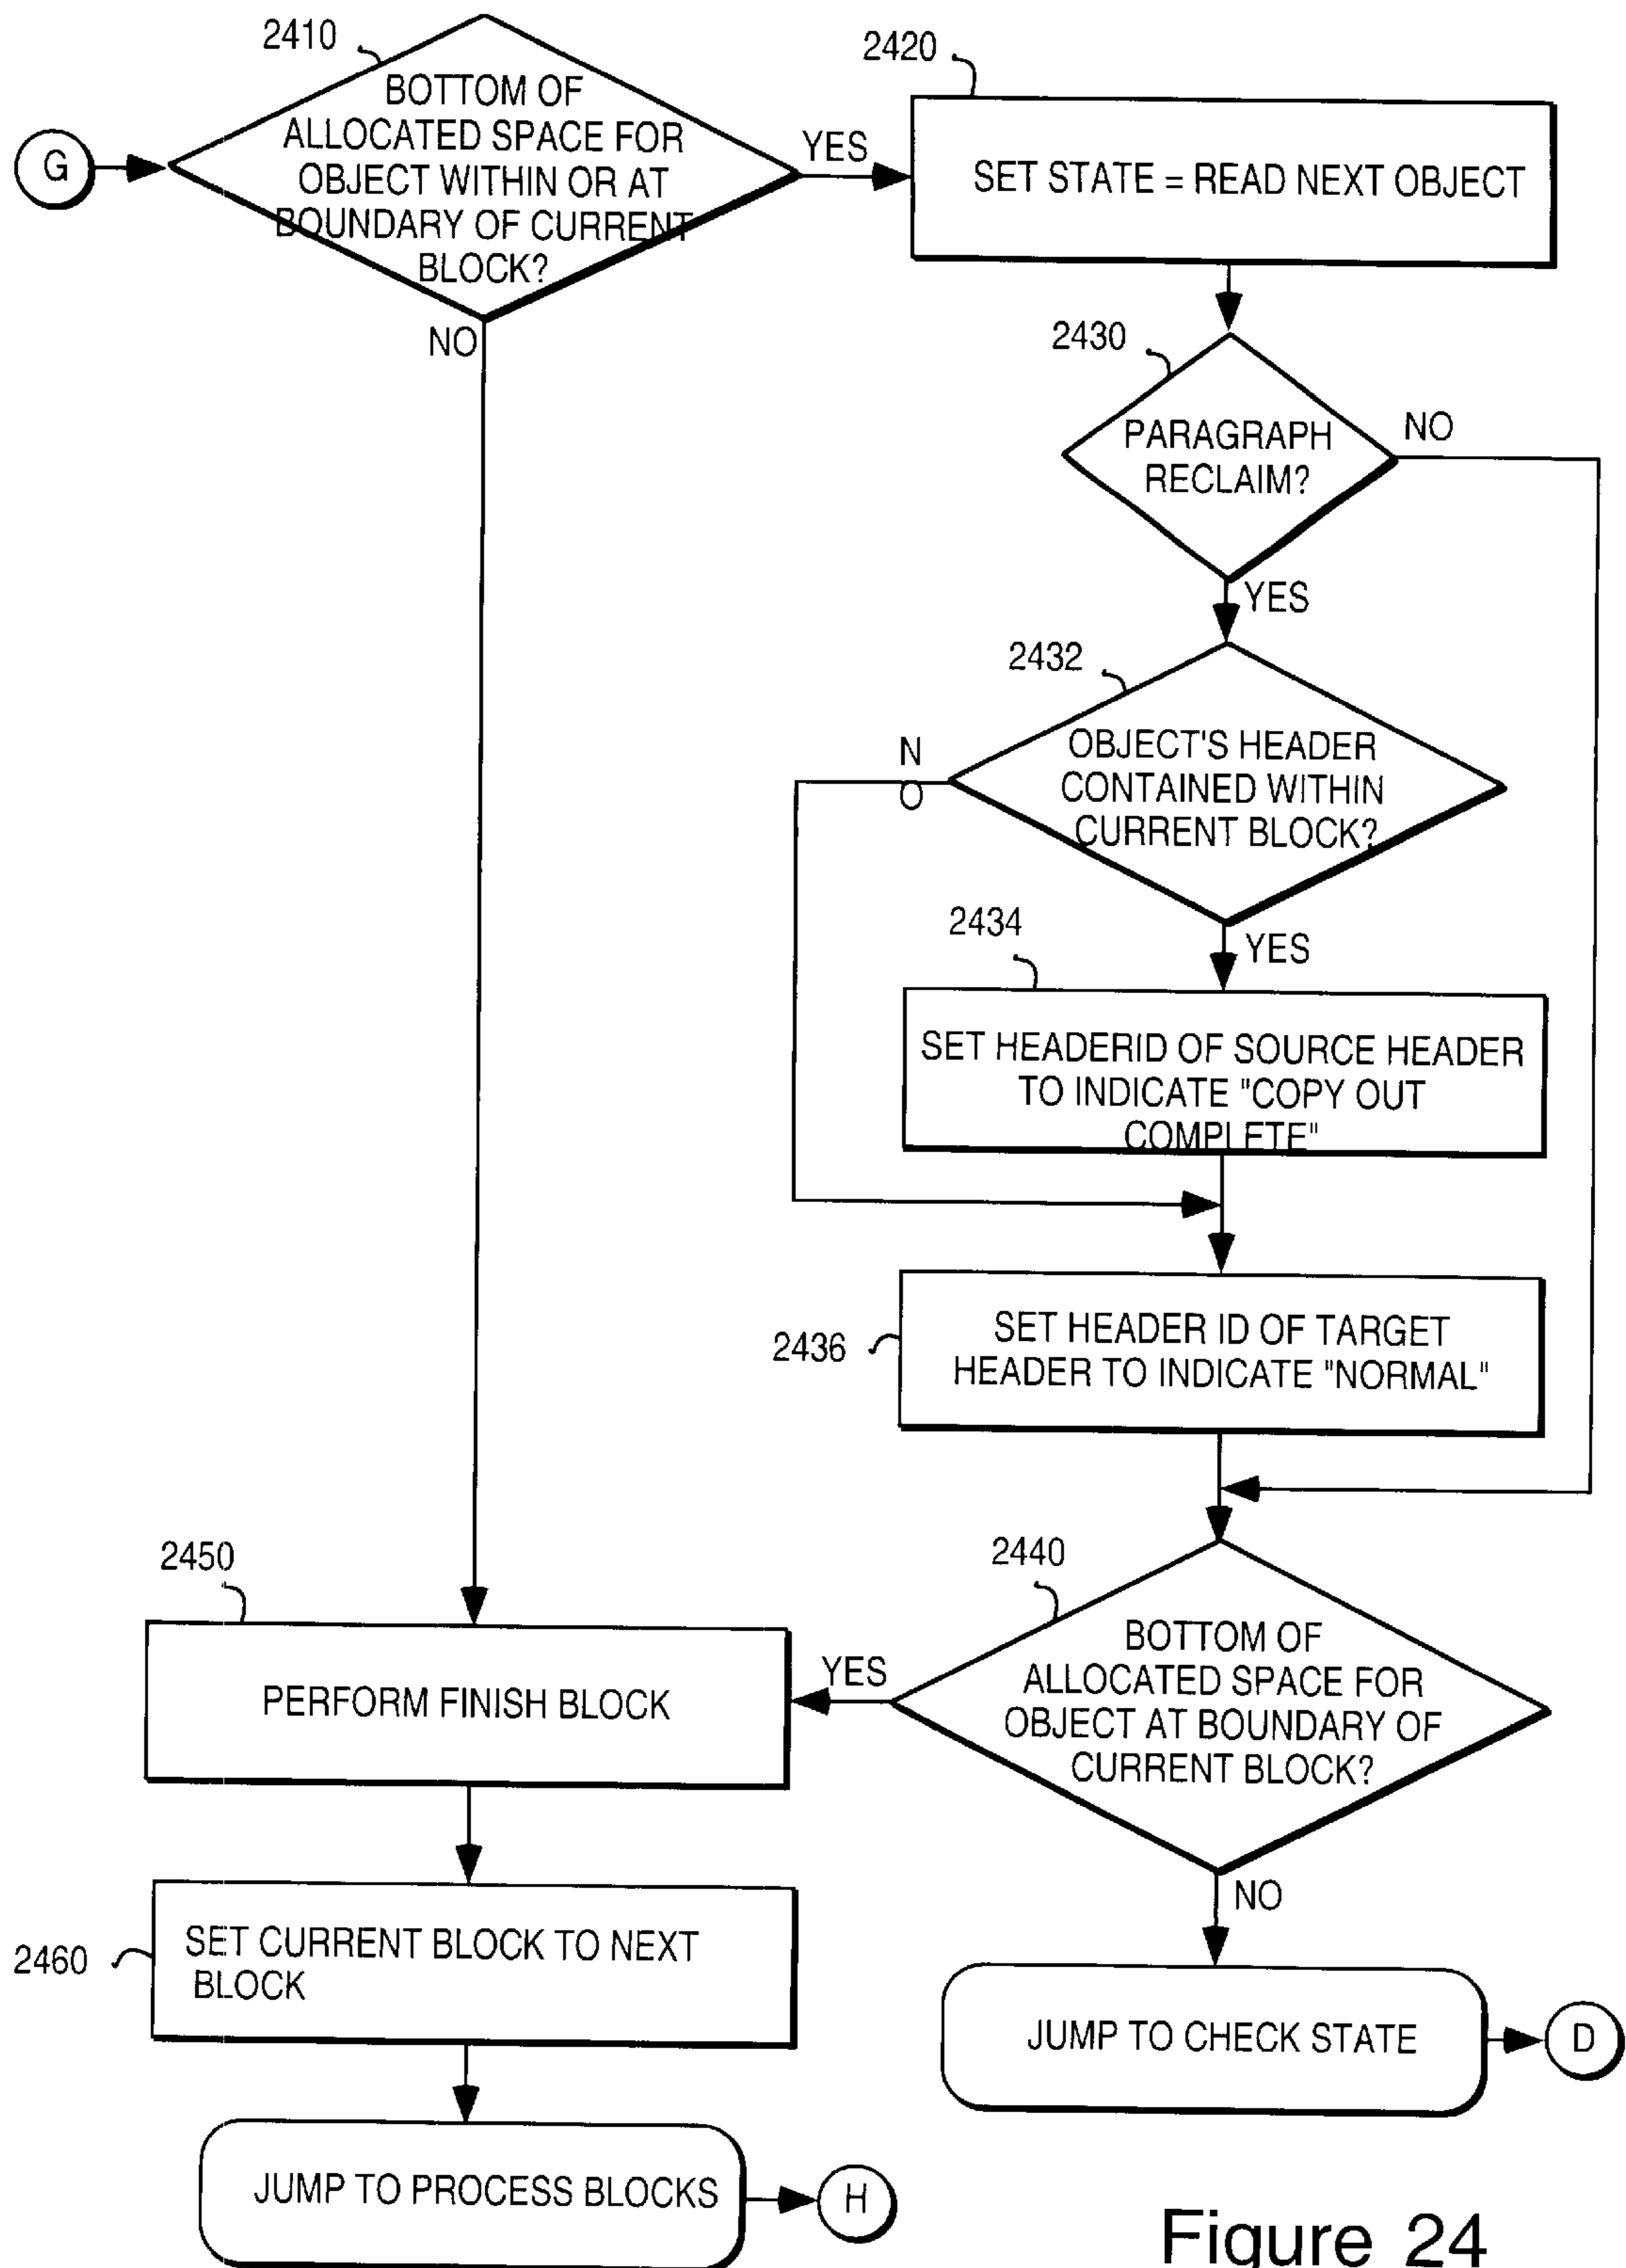 2410
BOTTOM OF
ALLOCATED SPACE FOR
OBJECT WITHIN OR AT
BOUNDARY OF CURRENT
BLOCK?
G
YES
NO
2420
SET STATE = READ NEXT OBJECT
2430
PARAGRAPH
RECLAIM?
NO
YES
2432
OBJECT'S HEADER
CONTAINED WITHIN
CURRENT BLOCK?
N
O
YES
2434
SET HEADERID OF SOURCE HEADER
TO INDICATE "COPY OUT
COMPLETE"
2436
SET HEADER ID OF TARGET
HEADER TO INDICATE "NORMAL"
2440
BOTTOM OF
ALLOCATED SPACE FOR
OBJECT AT BOUNDARY OF
CURRENT BLOCK?
YES
NO
2450
PERFORM FINISH BLOCK
2460
SET CURRENT BLOCK TO NEXT
BLOCK
JUMP TO CHECK STATE
D
JUMP TO PROCESS BLOCKS
H
Figure 24